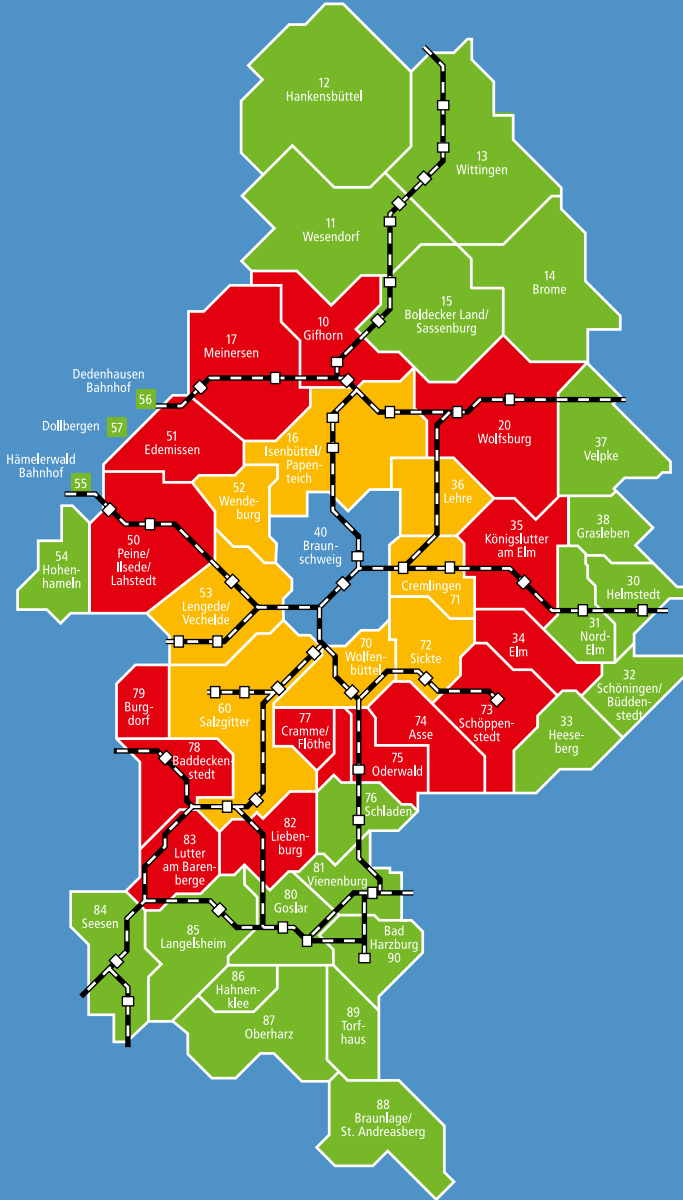 12
Hankensbüttel
13
Wittingen
11
Wesendorf
14
Brome
15
Boldecker Land/
Sassenburg
10
Gifhorn
17
Meinersen
Dedenhausen
Bahnhof
56
Dollbergen
57
51
Edemissen
20
Wolfsburg
16
Isenbüttel/
Papen-
teich
37
Velpke
Hämelerwald
Bahnhof
55
52
Wende-
burg
36
Lehre
35
Königslutter
am Elm
38
Grasleben
50
Peine/
Ilsede/
Lahstedt
40
Braun-
schweig
54
Hohen-
hameln
Cremlingen
71
30
Helmstedt
53
Lengede/
Vechelde
31
Nord-
Elm
34
Elm
70
Wolfen-
büttel
72
Sickte
32
Schöningen/
Büdden-
stedt
79
Burg-
dorf
60
Salzgitter
77
Cramme/
Flöthe
74
Asse
73
Schöppen-
stedt
33
Heese-
berg
78
Baddecken-
stedt
75
Oderwald
76
Schladen
82
Lieben-
burg
83
Lutter
am Baren-
berge
81
Vienenburg
80
Goslar
84
Seesen
85
Langelsheim
Bad
Harzburg
90
86
Hahnen-
klee
87
Oberharz
89
Torf-
haus
88
Braunlage/
St. Andreasberg